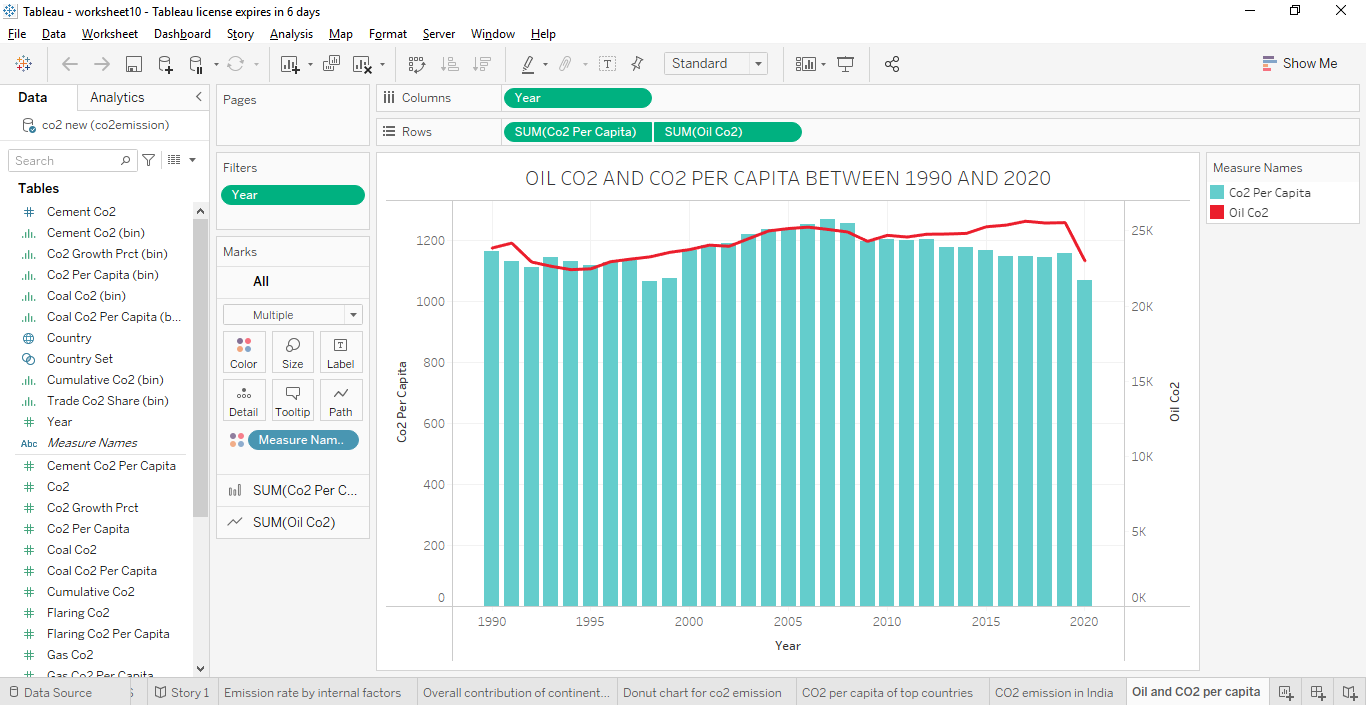 Tableau - worksheet10 - Tableau license expires in 6 days
File Data Worksheet Dashboard Story Analysis Map Format Server Window Help
Standard
Show Me
Data Analytics
co2 new (co2emission)
Search
Tables
Cement Co2
Cement Co2 (bin)
Co2 Growth Prct (bin)
Co2 Per Capita (bin)
Coal Co2 (bin)
Coal Co2 Per Capita (b...
Country
Country Set
Cumulative Co2 (bin)
Trade Co2 Share (bin)
Year
Abc Measure Names
Cement Co2 Per Capita
Co2
Co2 Growth Prct
Co2 Per Capita
Coal Co2
Coal Co2 Per Capita
Cumulative Co2
Flaring Co2
Flaring Co2 Per Capita
Gas Co2
Gas Co2 Per Capita
Pages
Filters
Year
Marks
All
Multiple
Color Size Label
Detail Tooltip Path
Measure Nam..
SUM(Co2 Per C...
SUM(Oil Co2)
Columns Year
Rows SUM(Co2 Per Capita) SUM(Oil Co2)
OIL CO2 AND CO2 PER CAPITA BETWEEN 1990 AND 2020
Co2 Per Capita
1200
1000
800
600
400
200
0
1990 1995 2000 2005 2010 2015 2020
Year
25K
20K
15K
10K
5K
0K
Oil Co2
Measure Names
Co2 Per Capita
Oil Co2
Data Source Story 1 Emission rate by internal factors Overall contribution of continent... Donut chart for co2 emission CO2 per capita of top countries CO2 emission in India Oil and CO2 per capita